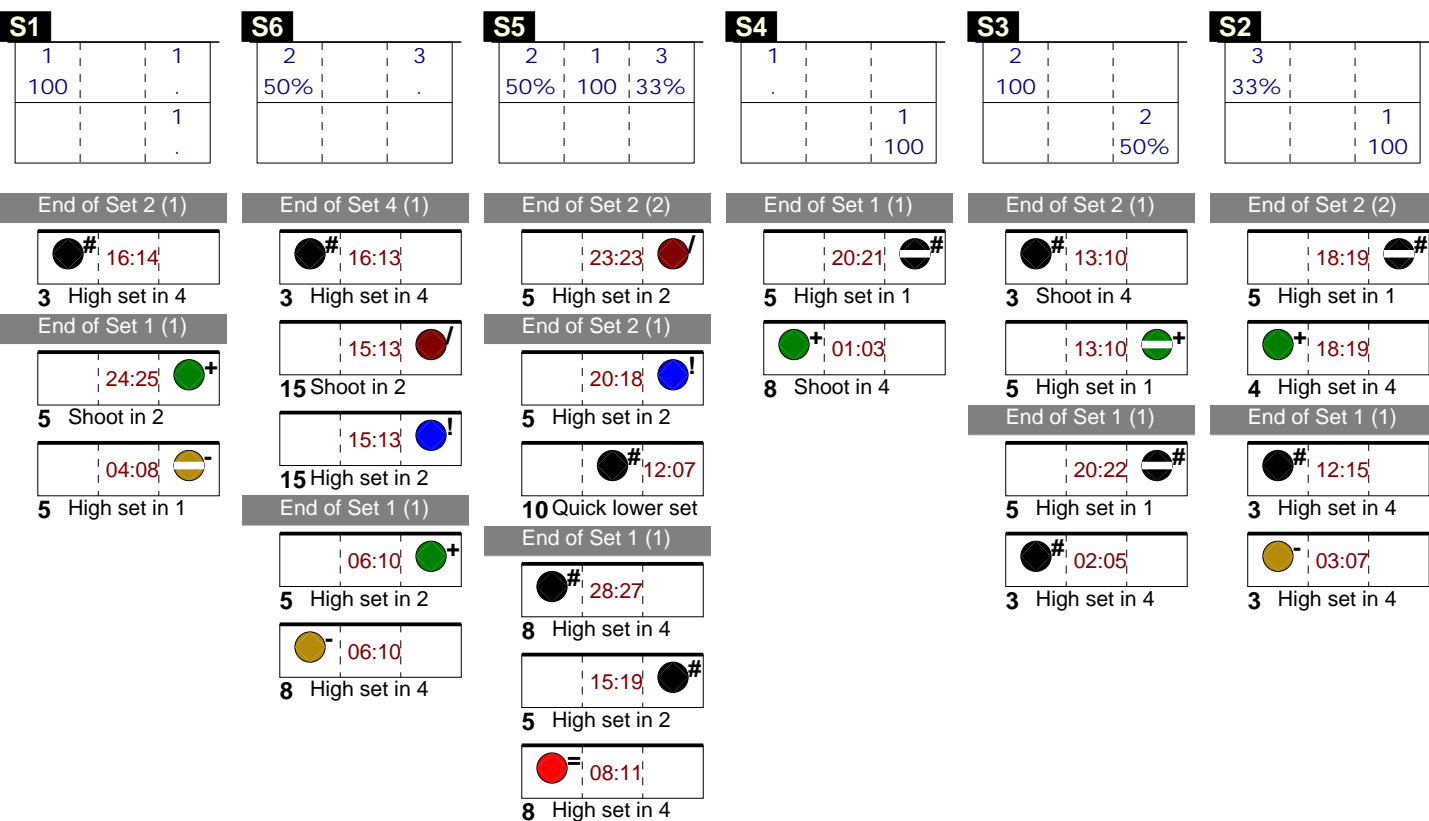 S1 S6 S5 S4 S3 S2
1 1 2 3 2 1 3 1 2 3
100 . 50% . 50% 100 33% . 100 33%
1 1 2 1
. 100 50% 100
End of Set 2 (1) End of Set 4 (1) End of Set 2 (2) End of Set 1 (1) End of Set 2 (1) End of Set 2 (2)
# 16:14 # 16:13 23:23 / 20:21 # # 13:10 18:19 #
3 High set in 4 3 High set in 4 5 High set in 2 5 High set in 1 3 Shoot in 4 5 High set in 1
End of Set 1 (1) End of Set 2 (1)
24:25 + 15:13 / 20:18 ! + 01:03 13:10 + + 18:19
5 Shoot in 2 15 Shoot in 2 5 High set in 2 8 Shoot in 4 5 High set in 1 4 High set in 4
End of Set 1 (1) End of Set 1 (1)
04:08 - 15:13 ! # 12:07 20:22 # # 12:15
5 High set in 1 15 High set in 2 10 Quick lower set 5 High set in 1 3 High set in 4
End of Set 1 (1) End of Set 1 (1)
06:10 + # 28:27 # 02:05 - 03:07
5 High set in 2 8 High set in 4 3 High set in 4 3 High set in 4
- 06:10 15:19 #
8 High set in 4 5 High set in 2
= 08:11
8 High set in 4